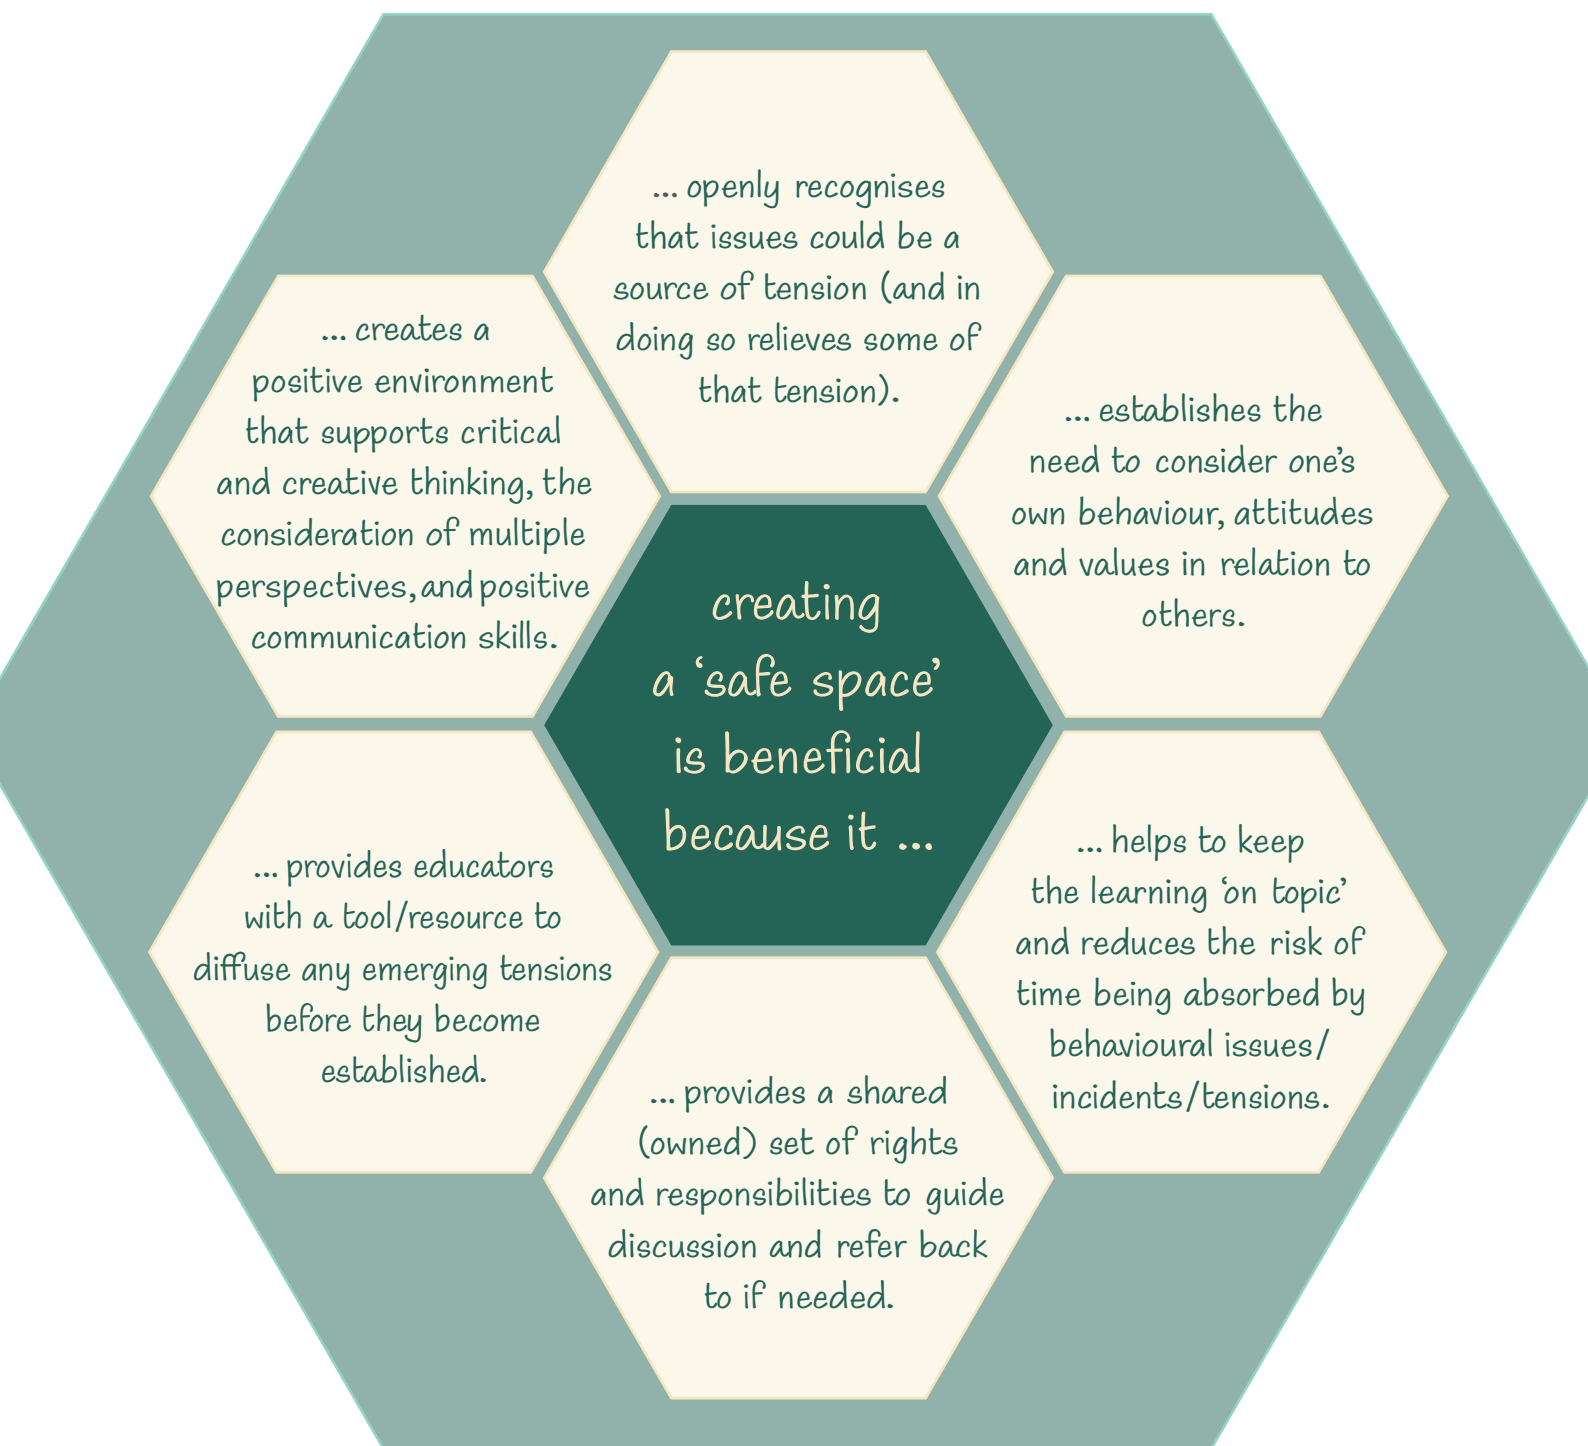 creating
a ‘safe space’
is beneficial
because it ...
... openly recognises
that issues could be a
source of tension (and in
doing so relieves some of
that tension).
... establishes the
need to consider one’s
own behaviour, attitudes
and values in relation to
others.
... helps to keep
the learning ‘on topic’
and reduces the risk of
time being absorbed by
behavioural issues/
incidents/tensions.
... provides a shared
(owned) set of rights
and responsibilities to guide
discussion and refer back
to if needed.
... provides educators
with a tool/resource to
diffuse any emerging tensions
before they become
established.
... creates a
positive environment
that supports critical
and creative thinking, the
consideration of multiple
perspectives, and positive
communication skills.